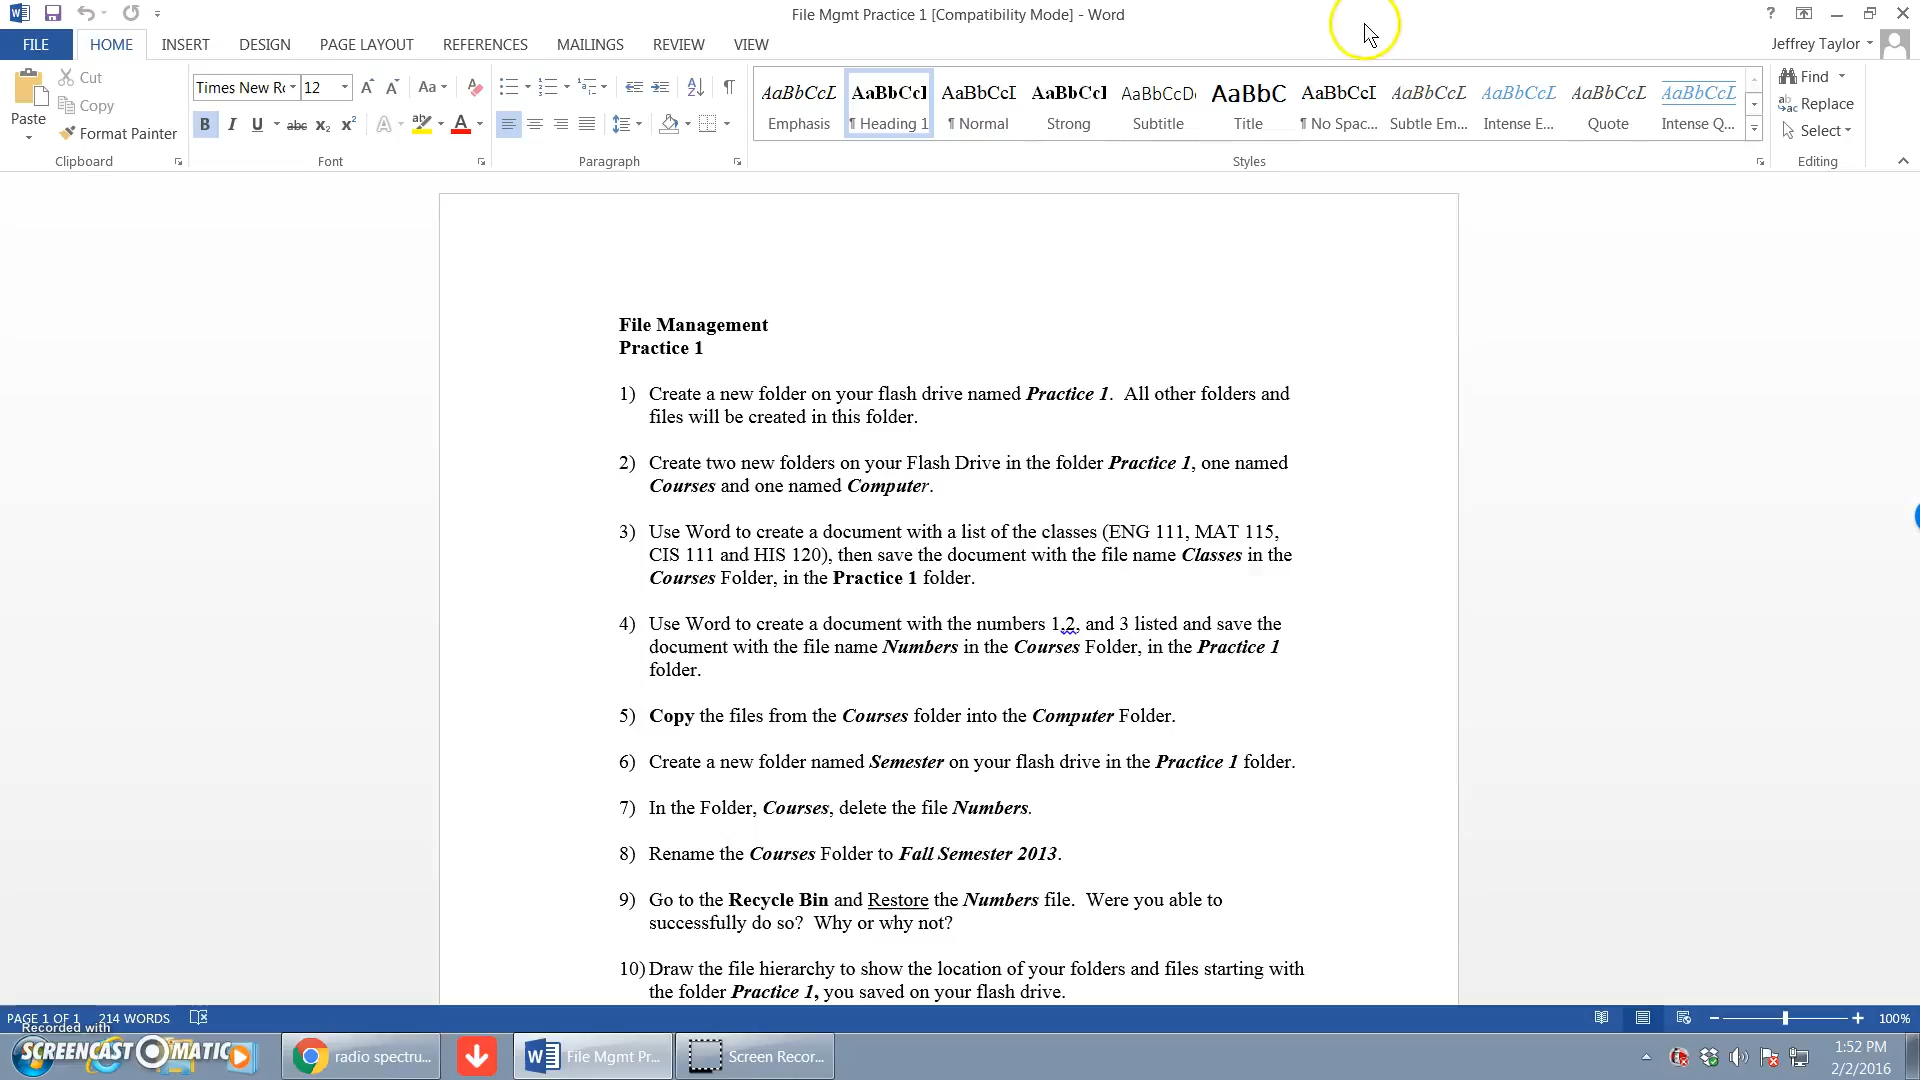 File Mgmt Practice 1 [Compatibility Mode] - Word
?
FILE HOME INSERT DESIGN PAGE LAYOUT REFERENCES MAILINGS REVIEW VIEW
Jeffrey Taylor
Paste
Cut
Copy
Format Painter
Clipboard
Times New Ro 12
Font
Paragraph
AaBbCcL AaBbCcI AaBbCcI AaBbCcI AaBbCcDc AaBbC AaBbCcI AaBbCcL AaBbCcL AaBbCcL AaBbCcL
Emphasis ¶ Heading 1 ¶ Normal Strong Subtitle Title ¶ No Spac... Subtle Em... Intense E... Quote Intense Q...
Styles
Find
Replace
Select
Editing
File Management
Practice 1
1) Create a new folder on your flash drive named Practice 1. All other folders and
files will be created in this folder.
2) Create two new folders on your Flash Drive in the folder Practice 1, one named
Courses and one named Computer.
3) Use Word to create a document with a list of the classes (ENG 111, MAT 115,
CIS 111 and HIS 120), then save the document with the file name Classes in the
Courses Folder, in the Practice 1 folder.
4) Use Word to create a document with the numbers 1,2, and 3 listed and save the
document with the file name Numbers in the Courses Folder, in the Practice 1
folder.
5) Copy the files from the Courses folder into the Computer Folder.
6) Create a new folder named Semester on your flash drive in the Practice 1 folder.
7) In the Folder, Courses, delete the file Numbers.
8) Rename the Courses Folder to Fall Semester 2013.
9) Go to the Recycle Bin and Restore the Numbers file. Were you able to
successfully do so? Why or why not?
10) Draw the file hierarchy to show the location of your folders and files starting with
the folder Practice 1, you saved on your flash drive.
PAGE 1 OF 1 214 WORDS
100%
Recorded with
SCREENCAST-O-MATIC
radio spectru...
File Mgmt Pr...
Screen Recor...
1:52 PM
2/2/2016